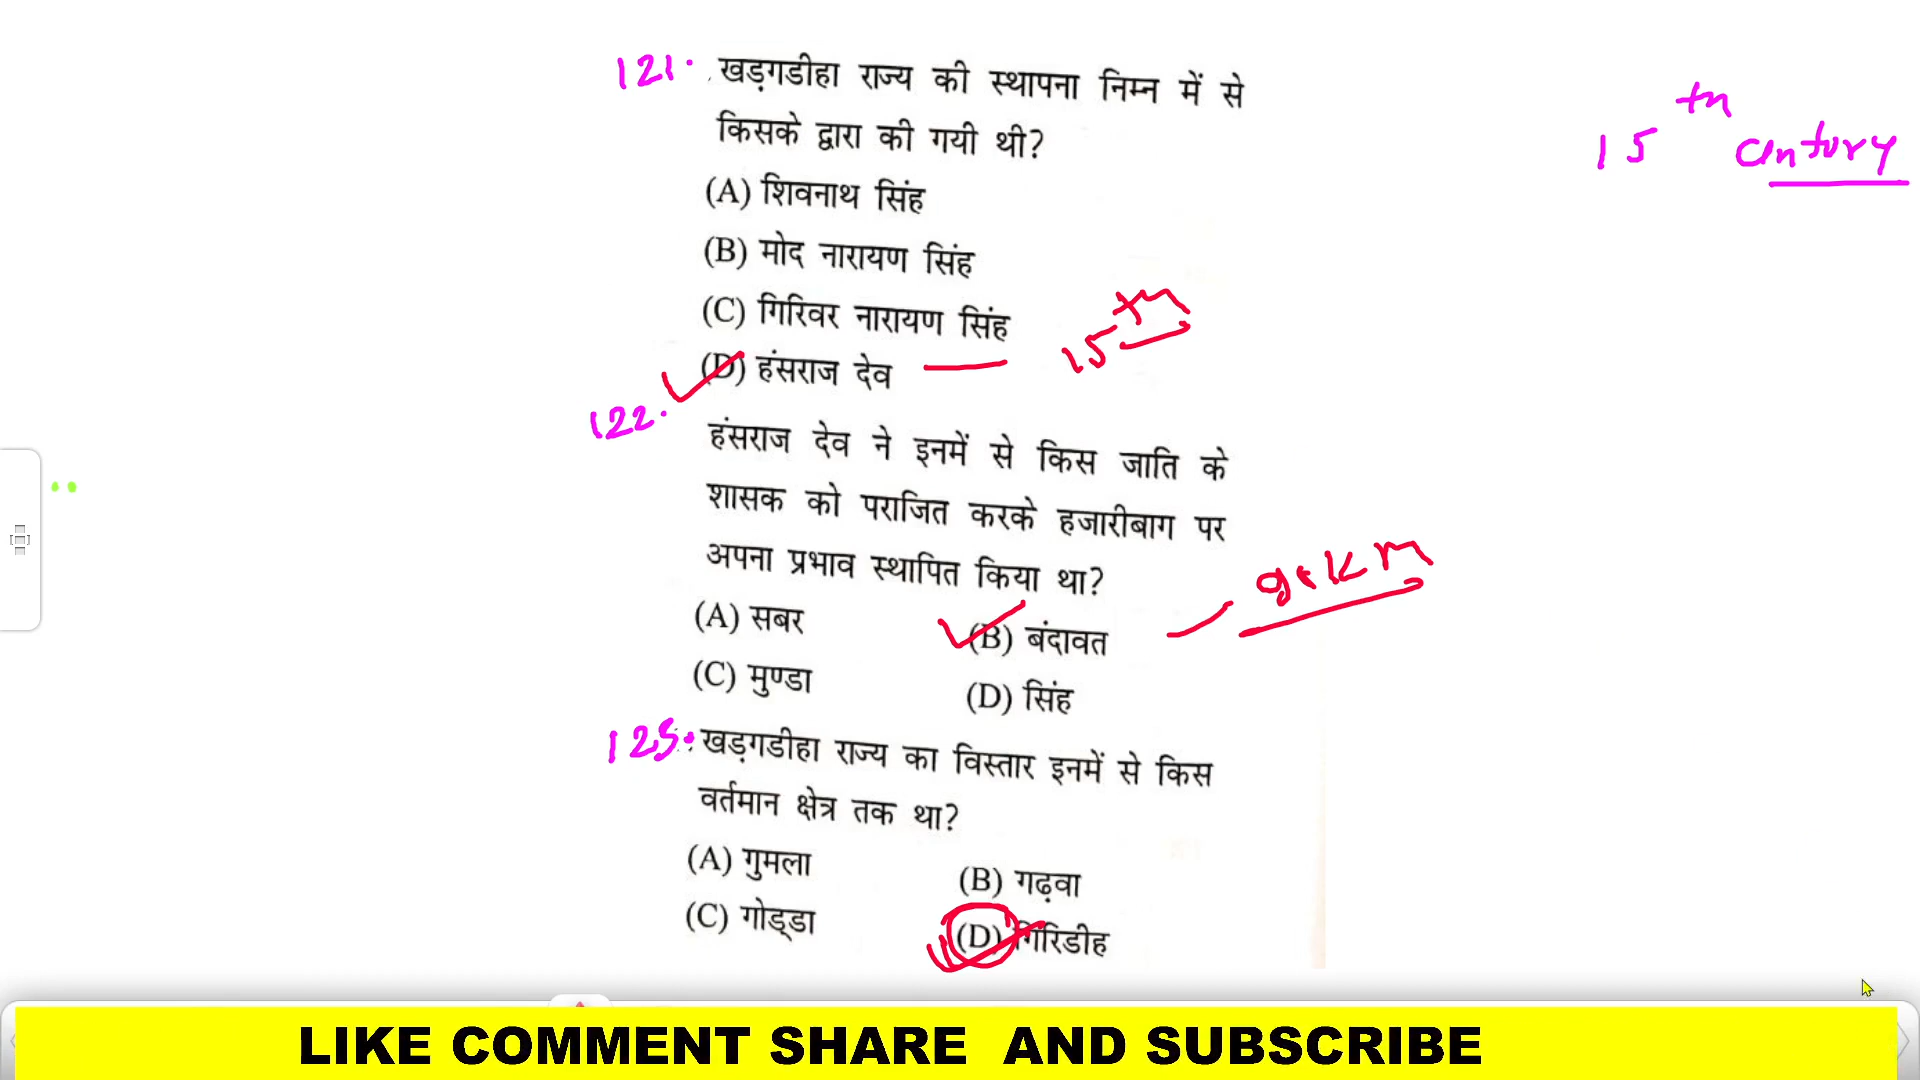 121. खड़गडीहा राज्य की स्थापना निम्न में से
किसके द्वारा की गयी थी?
15th century
(A) शिवनाथ सिंह
(B) मोद नारायण सिंह
(C) गिरिवर नारायण सिंह
(D) हंसराज देव — 15th
122.
हंसराज देव ने इनमें से किस जाति के
शासक को पराजित करके हजारीबाग पर
अपना प्रभाव स्थापित किया था?
(A) सबर (B) बंदावत
(C) मुण्डा (D) सिंह
123. खड़गडीहा राज्य का विस्तार इनमें से किस
वर्तमान क्षेत्र तक था?
(A) गुमला (B) गढ़वा
(C) गोड्डा (D) गिरिडीह
LIKE COMMENT SHARE AND SUBSCRIBE